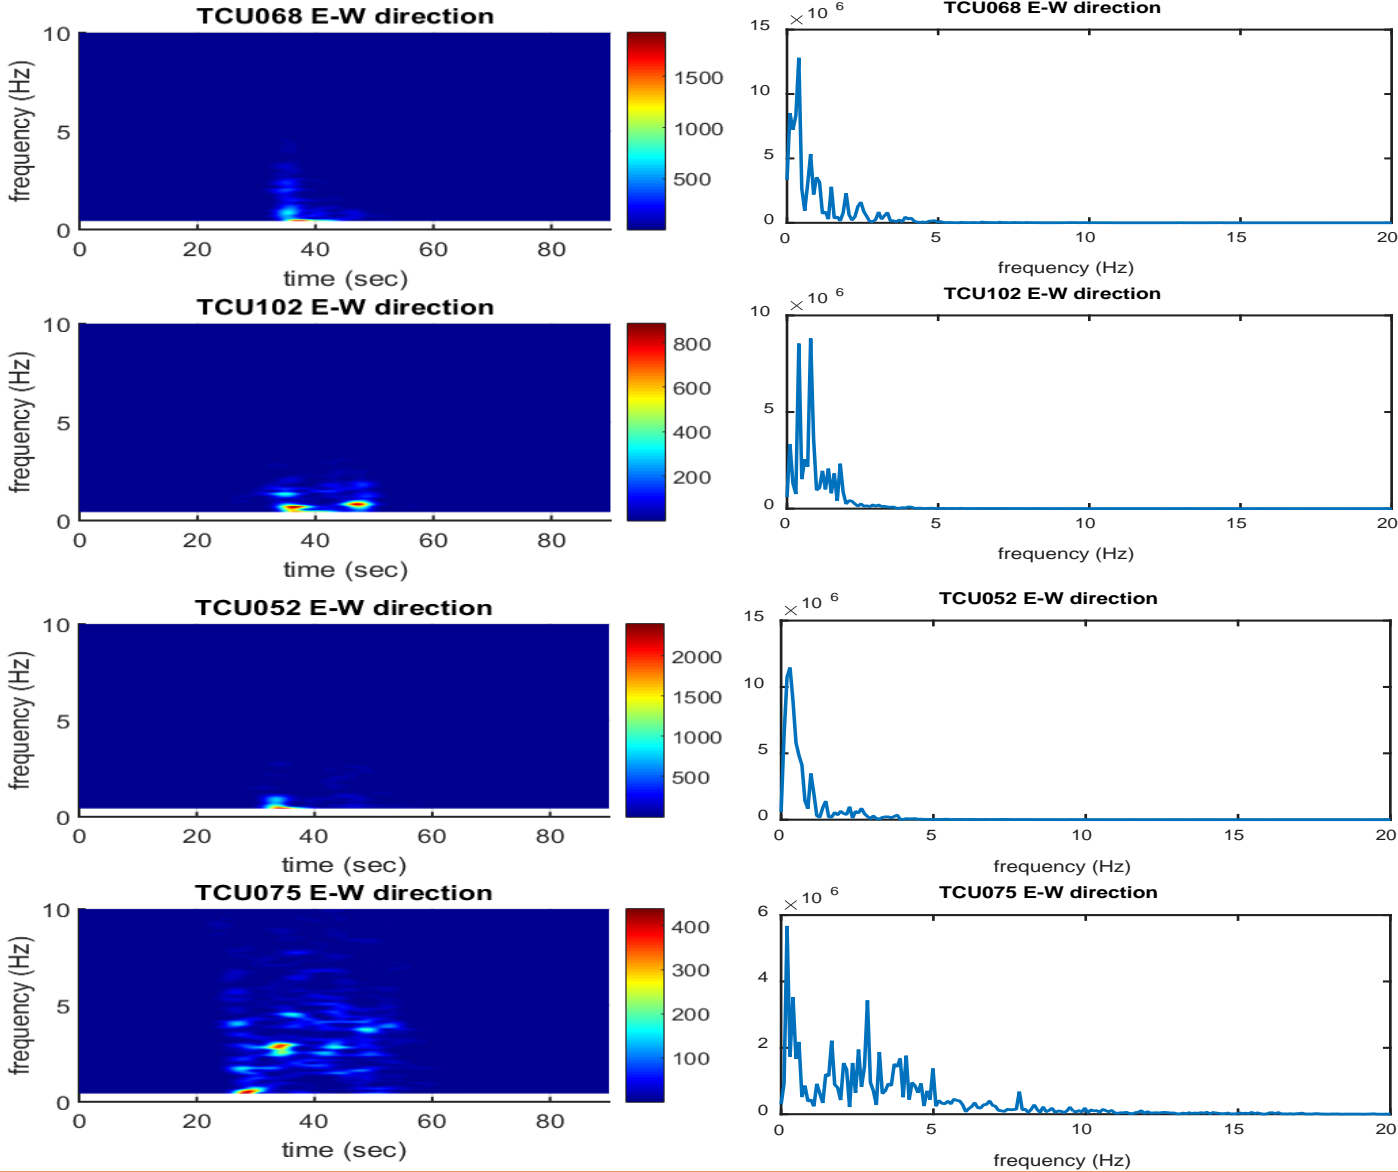 TCU068 E-W direction
frequency (Hz)
10
5
0
0 20 40 60 80
time (sec)
1500
1000
500
TCU068 E-W direction
× 10 6
15
10
5
0
0 5 10 15 20
frequency (Hz)
TCU102 E-W direction
frequency (Hz)
10
5
0
0 20 40 60 80
time (sec)
800
600
400
200
TCU102 E-W direction
× 10 6
10
5
0
0 5 10 15 20
frequency (Hz)
TCU052 E-W direction
frequency (Hz)
10
5
0
0 20 40 60 80
time (sec)
2000
1500
1000
500
TCU052 E-W direction
× 10 6
15
10
5
0
0 5 10 15 20
frequency (Hz)
TCU075 E-W direction
frequency (Hz)
10
5
0
0 20 40 60 80
time (sec)
400
300
200
100
TCU075 E-W direction
× 10 6
6
4
2
0
0 5 10 15 20
frequency (Hz)